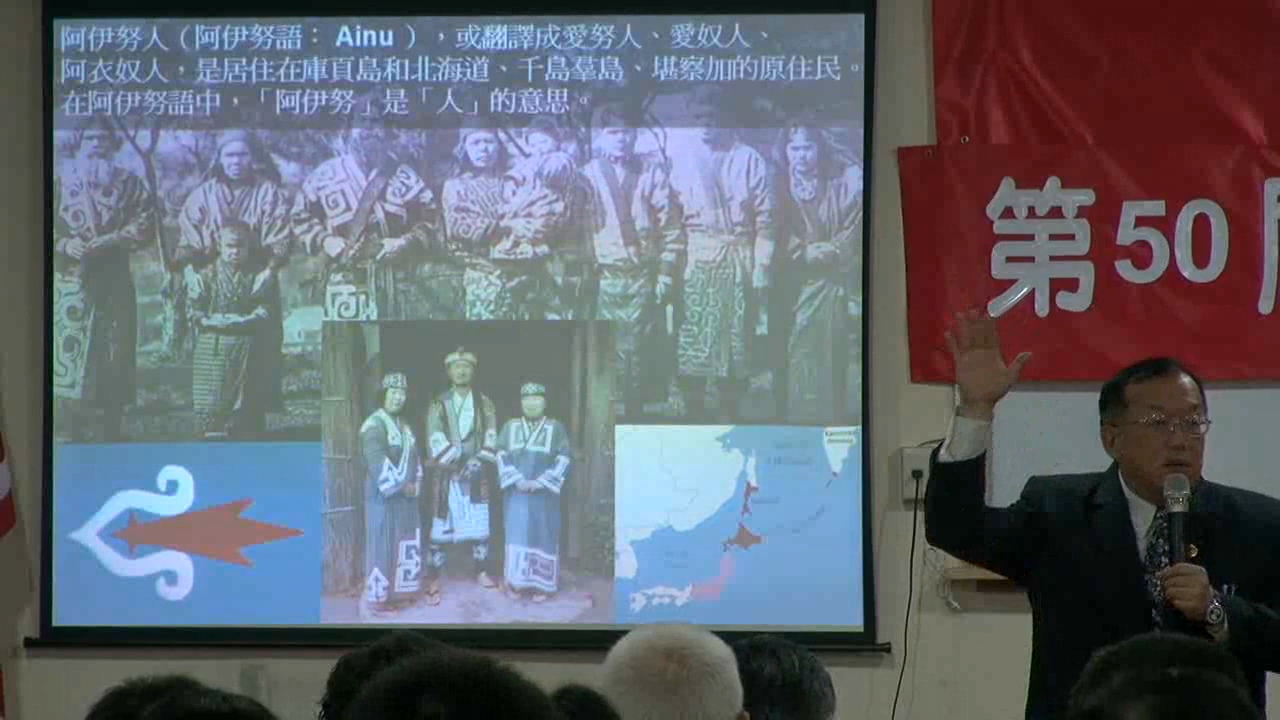 阿伊努人（阿伊努語： Ainu ），或翻譯成愛努人、愛奴人、
阿衣奴人，是居住在庫頁島和北海道、千島羣島、堪察加的原住民。
在阿伊努語中，「阿伊努」是「人」的意思。
第50